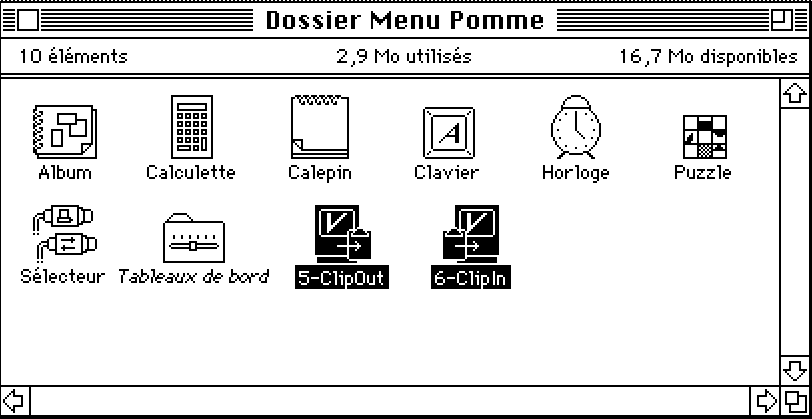 Dossier Menu Pomme
10 éléments 2,9 Mo utilisés 16,7 Mo disponibles
Album Calculette Calepin Clavier Horloge Puzzle
Sélecteur Tableaux de bord 5-ClipOut 6-ClipIn